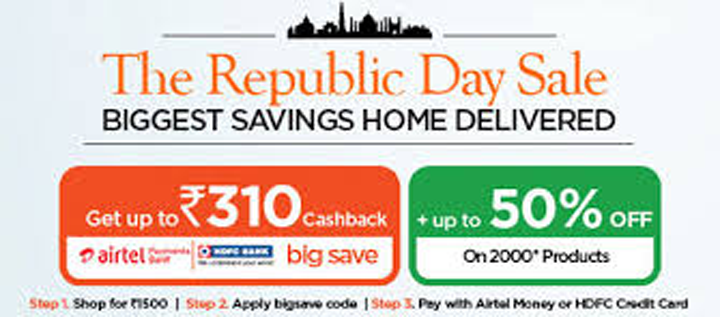 The Republic Day Sale
BIGGEST SAVINGS HOME DELIVERED
Get up to ₹310 Cashback
airtel Payments Bank HDFC BANK big save
+ up to 50% OFF
On 2000* Products
Step 1. Shop for ₹1500 | Step 2. Apply bigsave code | Step 3. Pay with Airtel Money or HDFC Credit Card